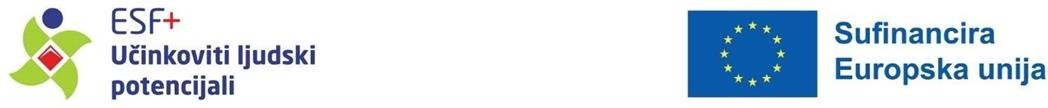 ESF+
Učinkoviti ljudski
potencijali
Sufinancira
Europska unija